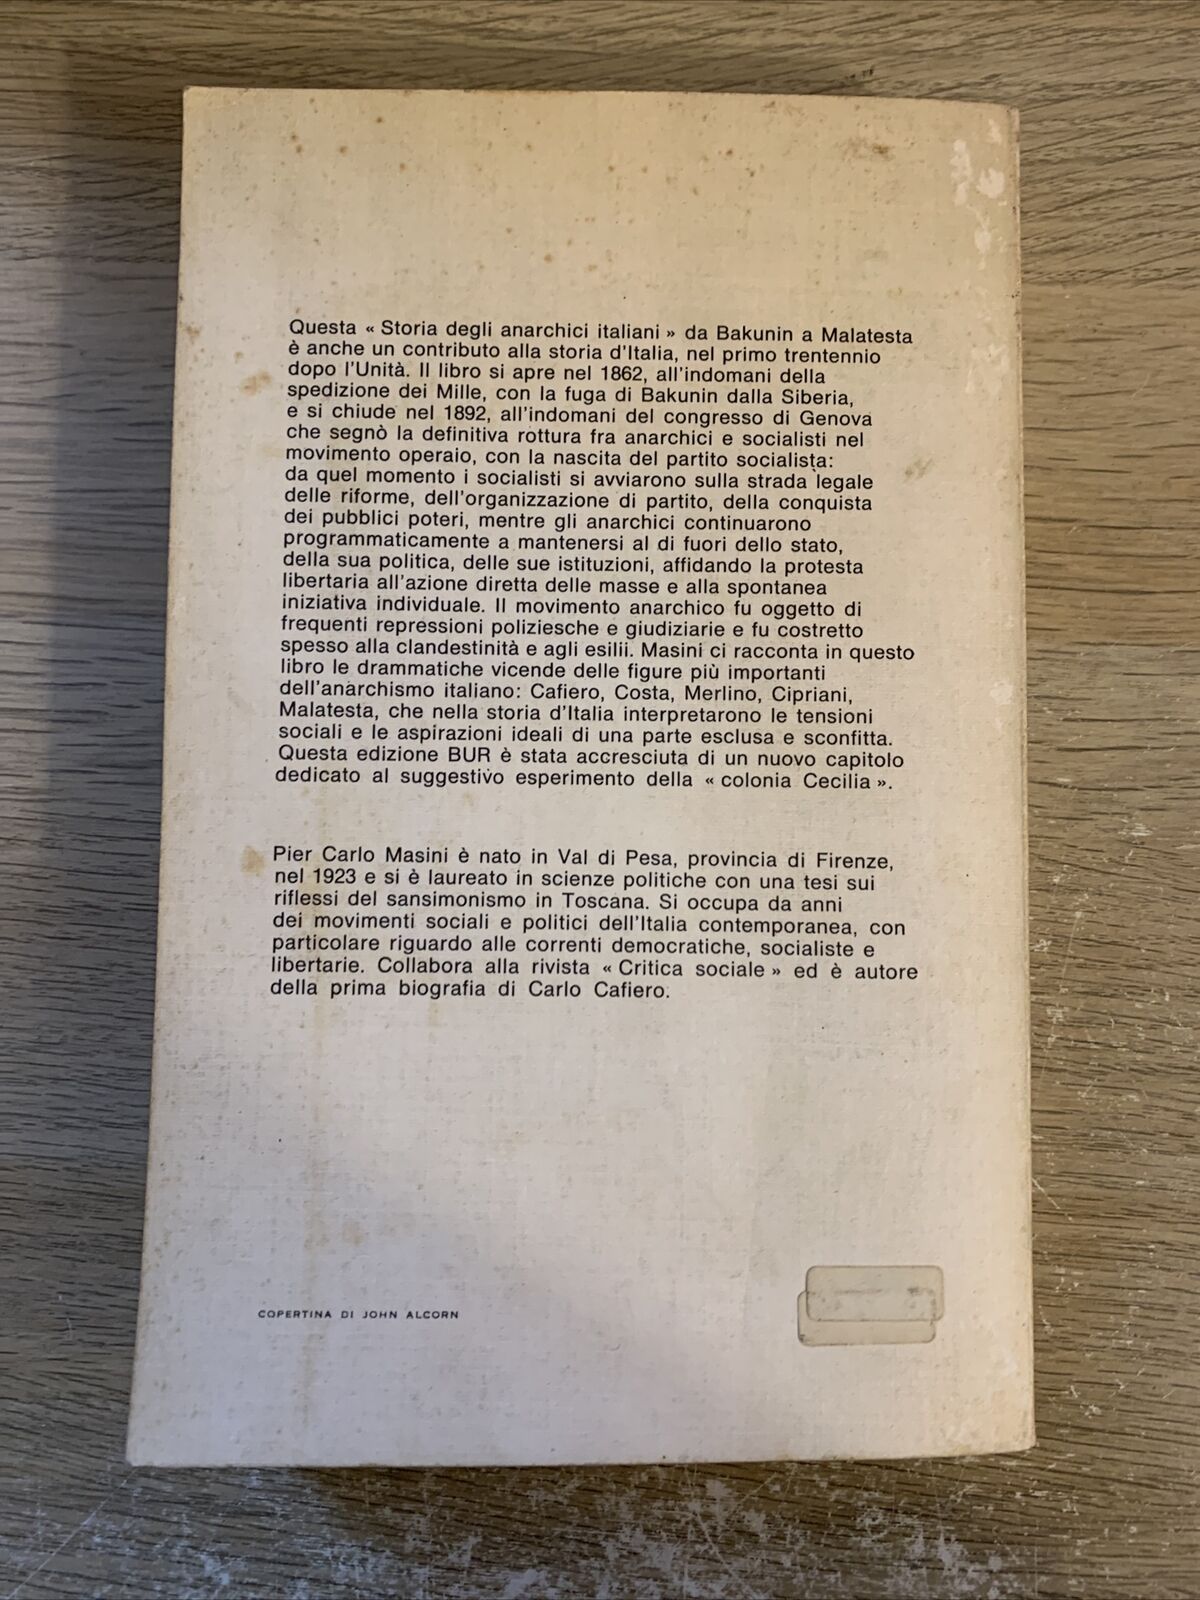 Questa « Storia degli anarchici italiani » da Bakunin a Malatesta
è anche un contributo alla storia d'Italia, nel primo trentennio
dopo l'Unità. Il libro si apre nel 1862, all'indomani della
spedizione dei Mille, con la fuga di Bakunin dalla Siberia,
e si chiude nel 1892, all'indomani del congresso di Genova
che segnò la definitiva rottura fra anarchici e socialisti nel
movimento operaio, con la nascita del partito socialista:
da quel momento i socialisti si avviarono sulla strada legale
delle riforme, dell'organizzazione di partito, della conquista
dei pubblici poteri, mentre gli anarchici continuarono
programmaticamente a mantenersi al di fuori dello stato,
della sua politica, delle sue istituzioni, affidando la protesta
libertaria all'azione diretta delle masse e alla spontanea
iniziativa individuale. Il movimento anarchico fu oggetto di
frequenti repressioni poliziesche e giudiziarie e fu costretto
spesso alla clandestinità e agli esilii. Masini ci racconta in questo
libro le drammatiche vicende delle figure più importanti
dell'anarchismo italiano: Cafiero, Costa, Merlino, Cipriani,
Malatesta, che nella storia d'Italia interpretarono le tensioni
sociali e le aspirazioni ideali di una parte esclusa e sconfitta.
Questa edizione BUR è stata accresciuta di un nuovo capitolo
dedicato al suggestivo esperimento della « colonia Cecilia ».
Pier Carlo Masini è nato in Val di Pesa, provincia di Firenze,
nel 1923 e si è laureato in scienze politiche con una tesi sui
riflessi del sansimonismo in Toscana. Si occupa da anni
dei movimenti sociali e politici dell'Italia contemporanea, con
particolare riguardo alle correnti democratiche, socialiste e
libertarie. Collabora alla rivista « Critica sociale » ed è autore
della prima biografia di Carlo Cafiero.
COPERTINA DI JOHN ALCORN